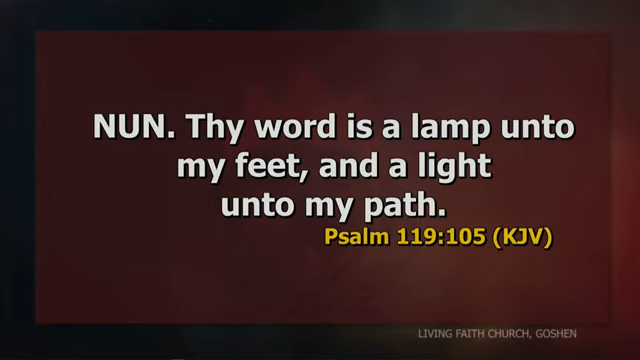 NUN. Thy word is a lamp unto
my feet, and a light
unto my path.
Psalm 119:105 (KJV)
LIVING FAITH CHURCH, GOSHEN